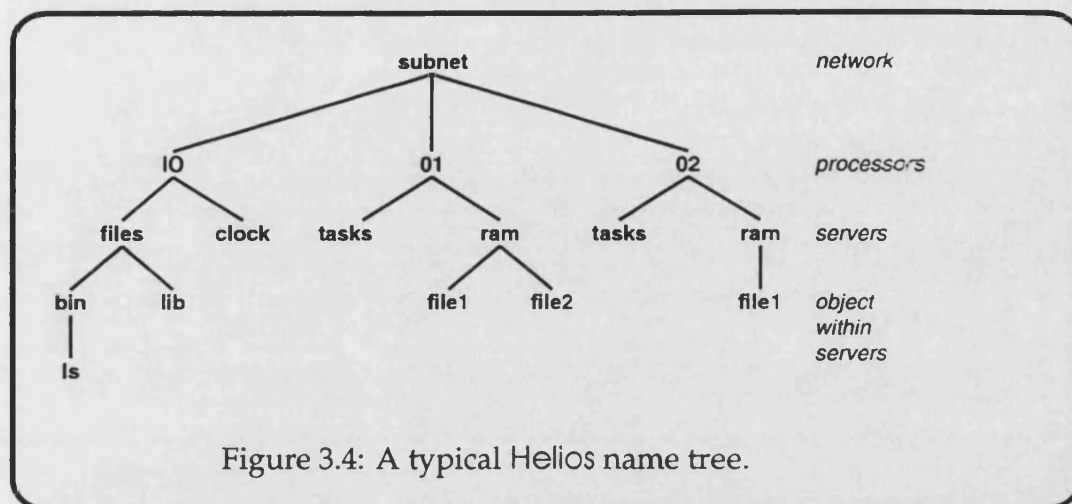 subnet network
IO 01 02 processors
files clock tasks ram tasks ram servers
bin lib file1 file2 file1 object
within
ls servers
Figure 3.4: A typical Helios name tree.